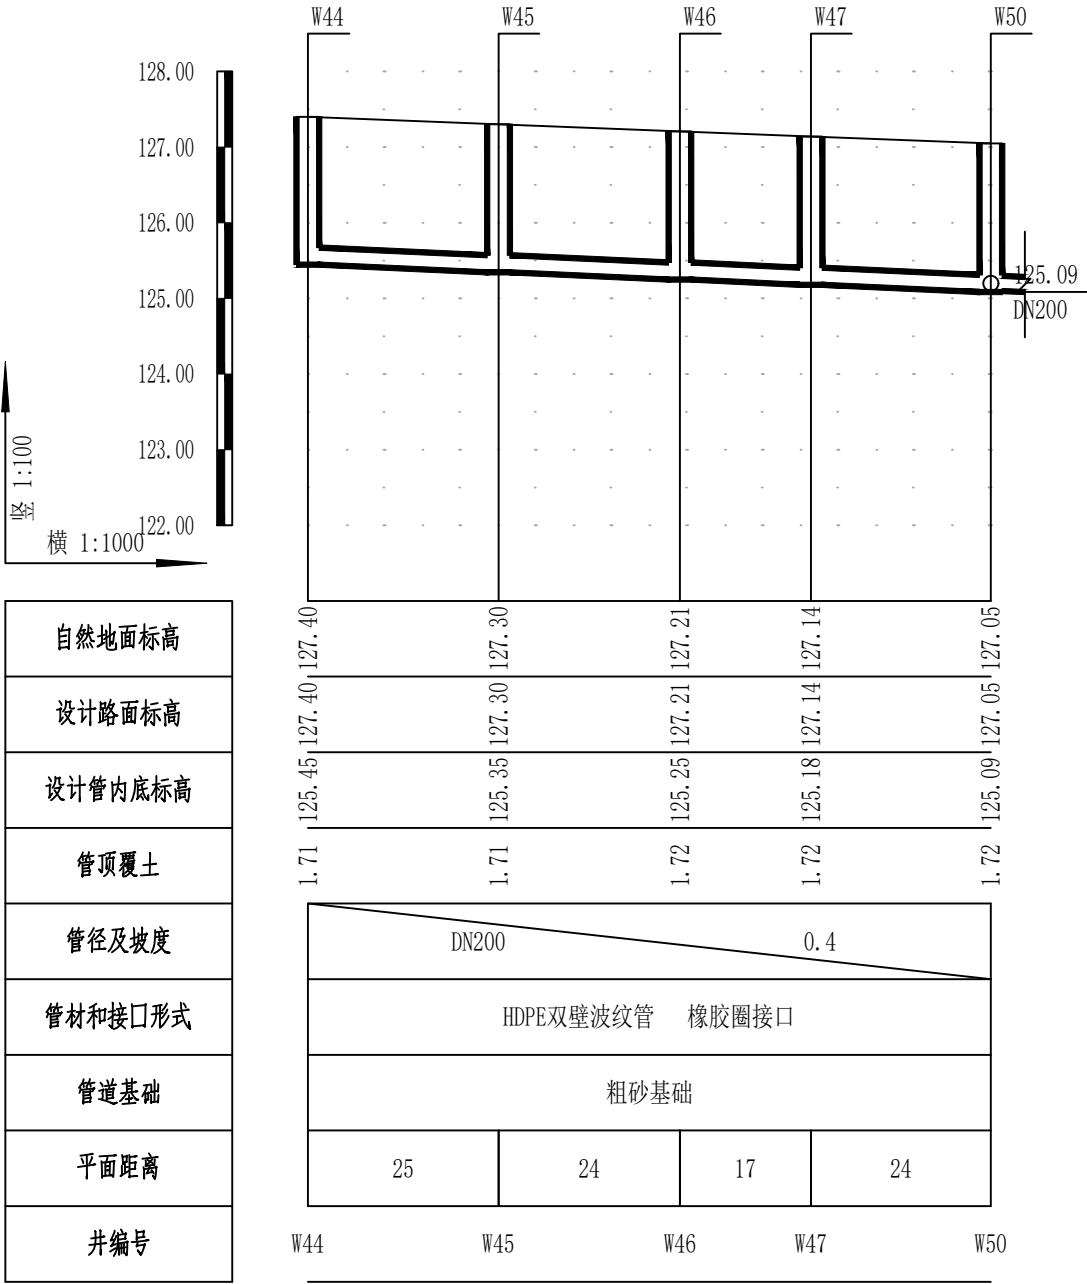 W44 W45 W46 W47 W50
128.00
127.00
126.00
125.00
124.00
123.00
122.00
125.09
DN200
竖 1:100
横 1:1000
自然地面标高 127.40 127.30 127.21 127.14 127.05
设计路面标高 127.40 127.30 127.21 127.14 127.05
设计管内底标高 125.45 125.35 125.25 125.18 125.09
管顶覆土 1.71 1.71 1.72 1.72 1.72
管径及坡度 DN200 0.4
管材和接口形式 HDPE双壁波纹管 橡胶圈接口
管道基础 粗砂基础
平面距离 25 24 17 24
井编号 W44 W45 W46 W47 W50